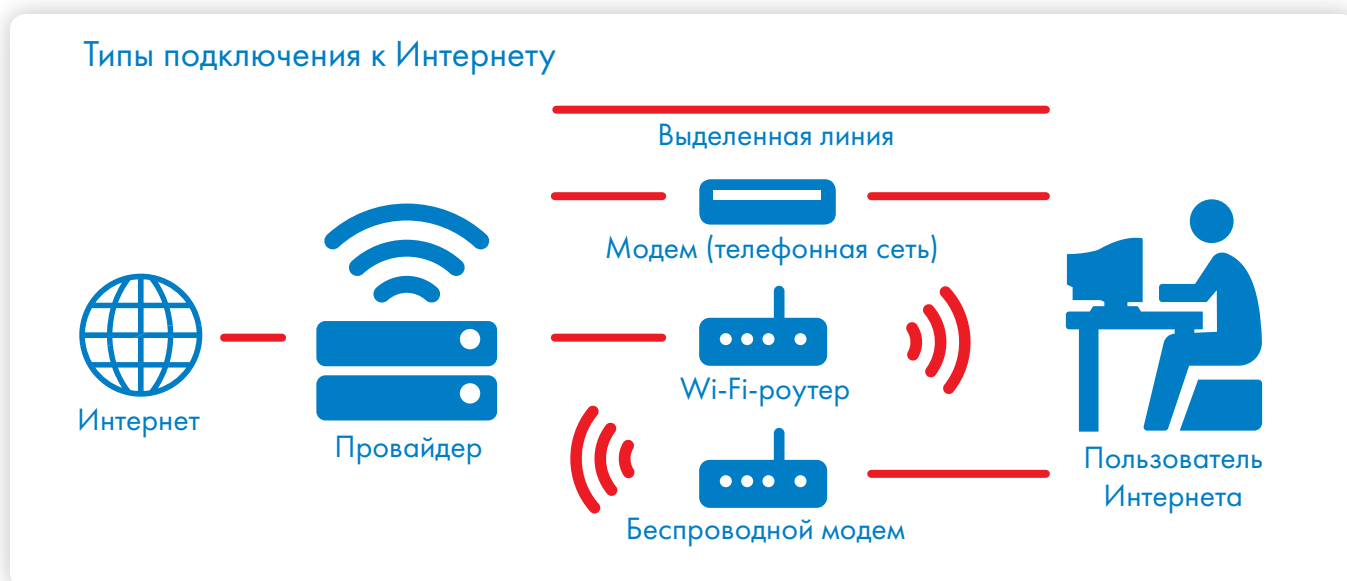 Типы подключения к Интернету
Выделенная линия
Модем (телефонная сеть)
Wi-Fi-роутер
Интернет
Провайдер
Пользователь
Интернета
Беспроводной модем